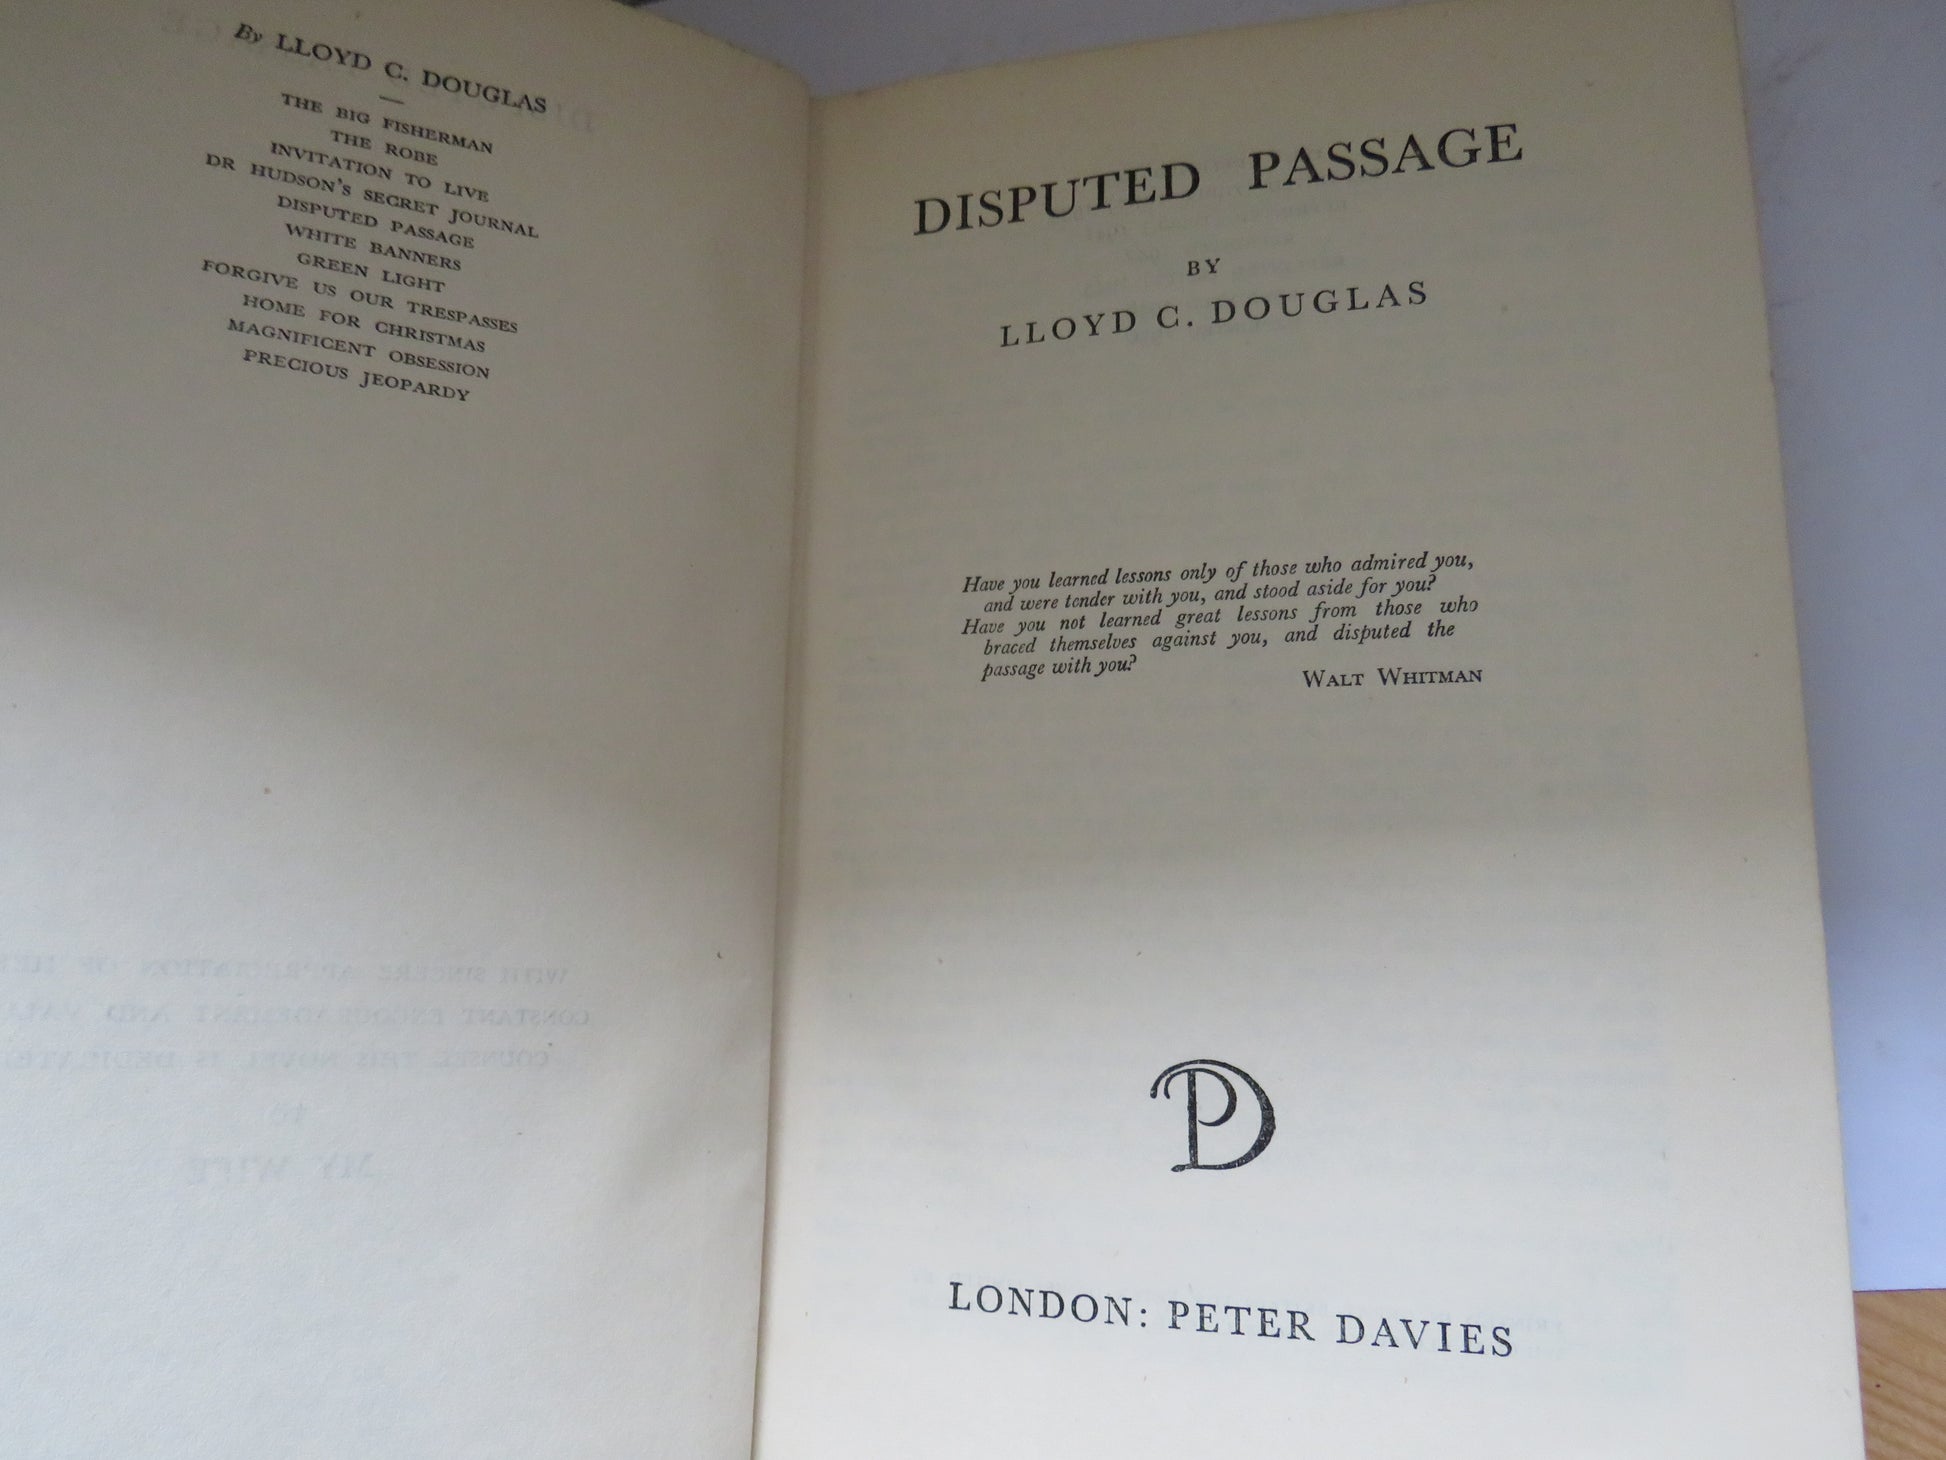 By LLOYD C. DOUGLAS
—
THE BIG FISHERMAN
THE ROBE
INVITATION TO LIVE
DR HUDSON'S SECRET JOURNAL
DISPUTED PASSAGE
WHITE BANNERS
GREEN LIGHT
FORGIVE US OUR TRESPASSES
HOME FOR CHRISTMAS
MAGNIFICENT OBSESSION
PRECIOUS JEOPARDY
DISPUTED PASSAGE
BY
LLOYD C. DOUGLAS
Have you learned lessons only of those who admired you,
and were tender with you, and stood aside for you?
Have you not learned great lessons from those who
braced themselves against you, and disputed the
passage with you?
WALT WHITMAN
PD
LONDON: PETER DAVIES